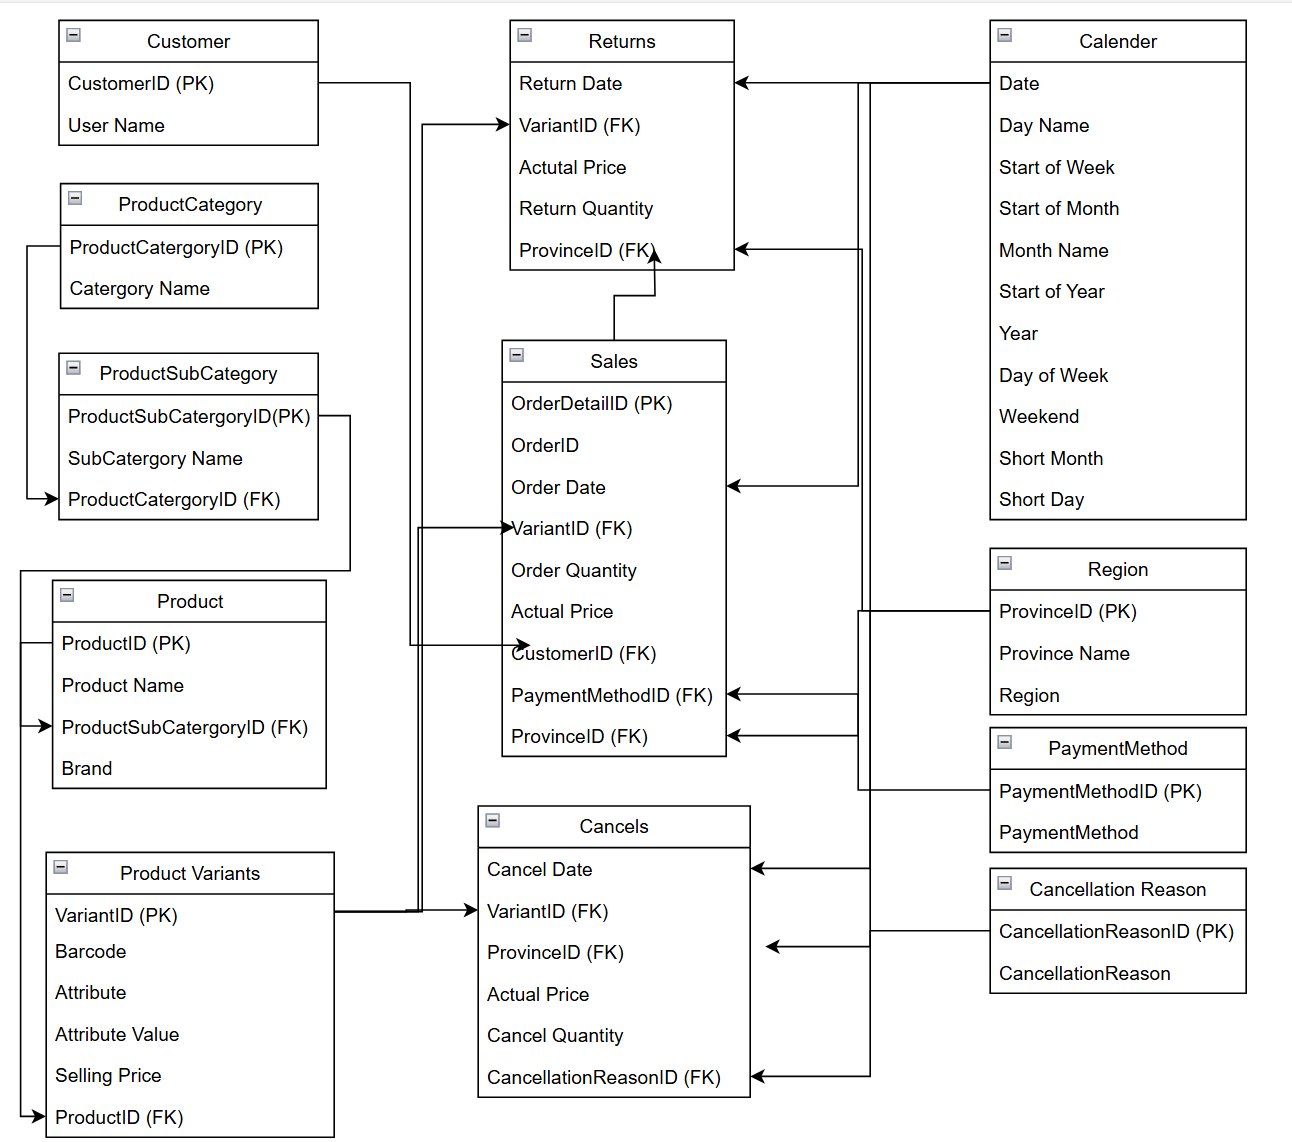 Customer
CustomerID (PK)
User Name
ProductCategory
ProductCatergoryID (PK)
Catergory Name
ProductSubCategory
ProductSubCatergoryID(PK)
SubCatergory Name
ProductCatergoryID (FK)
Product
ProductID (PK)
Product Name
ProductSubCatergoryID (FK)
Brand
Product Variants
VariantID (PK)
Barcode
Attribute
Attribute Value
Selling Price
ProductID (FK)
Returns
Return Date
VariantID (FK)
Actutal Price
Return Quantity
ProvinceID (FK)
Sales
OrderDetailID (PK)
OrderID
Order Date
VariantID (FK)
Order Quantity
Actual Price
CustomerID (FK)
PaymentMethodID (FK)
ProvinceID (FK)
Cancels
Cancel Date
VariantID (FK)
ProvinceID (FK)
Actual Price
Cancel Quantity
CancellationReasonID (FK)
Calender
Date
Day Name
Start of Week
Start of Month
Month Name
Start of Year
Year
Day of Week
Weekend
Short Month
Short Day
Region
ProvinceID (PK)
Province Name
Region
PaymentMethod
PaymentMethodID (PK)
PaymentMethod
Cancellation Reason
CancellationReasonID (PK)
CancellationReason